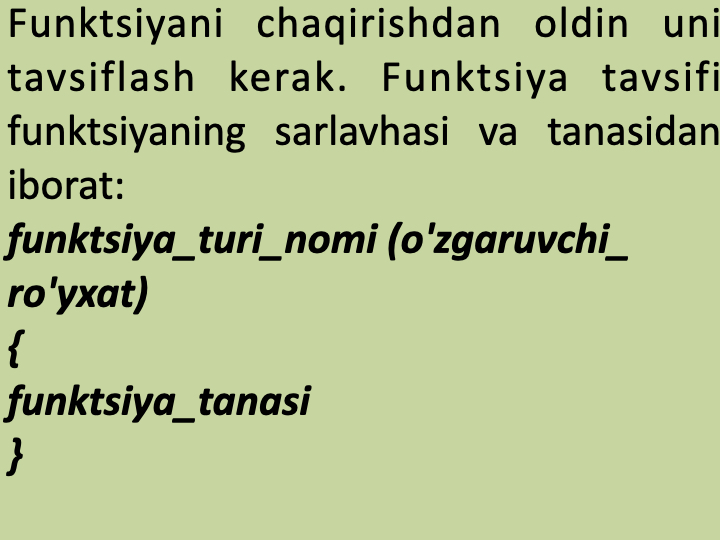 Funktsiyani chaqirishdan oldin uni
tavsiflash kerak. Funktsiya tavsifi
funktsiyaning sarlavhasi va tanasidan
iborat:
funktsiya_turi_nomi (o'zgaruvchi_
ro'yxat)
{
funktsiya_tanasi
}